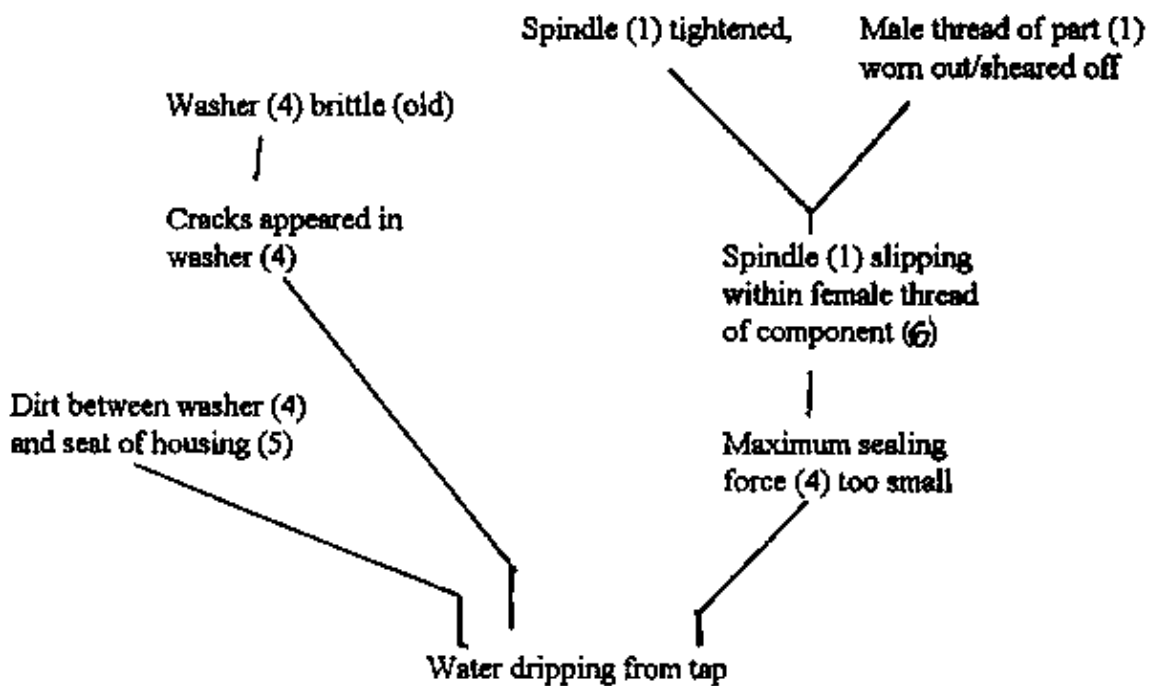 Spindle (1) tightened,
Male thread of part (1)
worn out/sheared off
Washer (4) brittle (old)
Cracks appeared in
washer (4)
Spindle (1) slipping
within female thread
of component (6)
Dirt between washer (4)
and seat of housing (5)
Maximum sealing
force (4) too small
Water dripping from tap